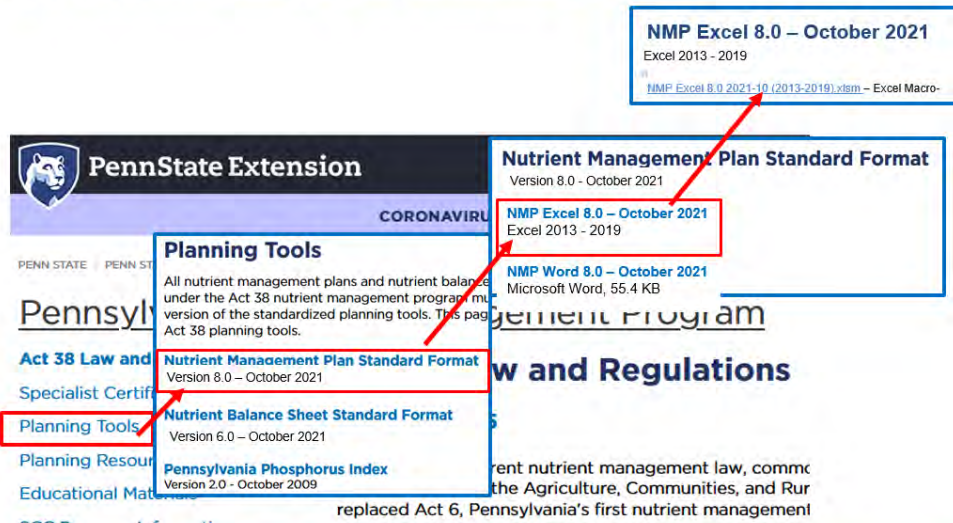 NMP Excel 8.0 – October 2021
Excel 2013 - 2019
NMP Excel 8.0 2021-10 (2013-2019).xlsm – Excel Macro-
PennState Extension
CORONAVIRU
Nutrient Management Plan Standard Format
Version 8.0 - October 2021
NMP Excel 8.0 – October 2021
Excel 2013 - 2019
NMP Word 8.0 – October 2021
Microsoft Word, 55.4 KB
PENN STATE
PENN ST
Planning Tools
All nutrient management plans and nutrient balance
under the Act 38 nutrient management program mu
version of the standardized planning tools. This pag
Act 38 planning tools.
Nutrient Management Plan Standard Format
Version 8.0 – October 2021
Nutrient Balance Sheet Standard Format
Version 6.0 – October 2021
Pennsylvania Phosphorus Index
Version 2.0 - October 2009
Pennsylv
gement Program
Act 38 Law and
w and Regulations
Specialist Certifi
Planning Tools
Planning Resour
Educational Mate
rent nutrient management law, commo
the Agriculture, Communities, and Rur
replaced Act 6, Pennsylvania's first nutrient management